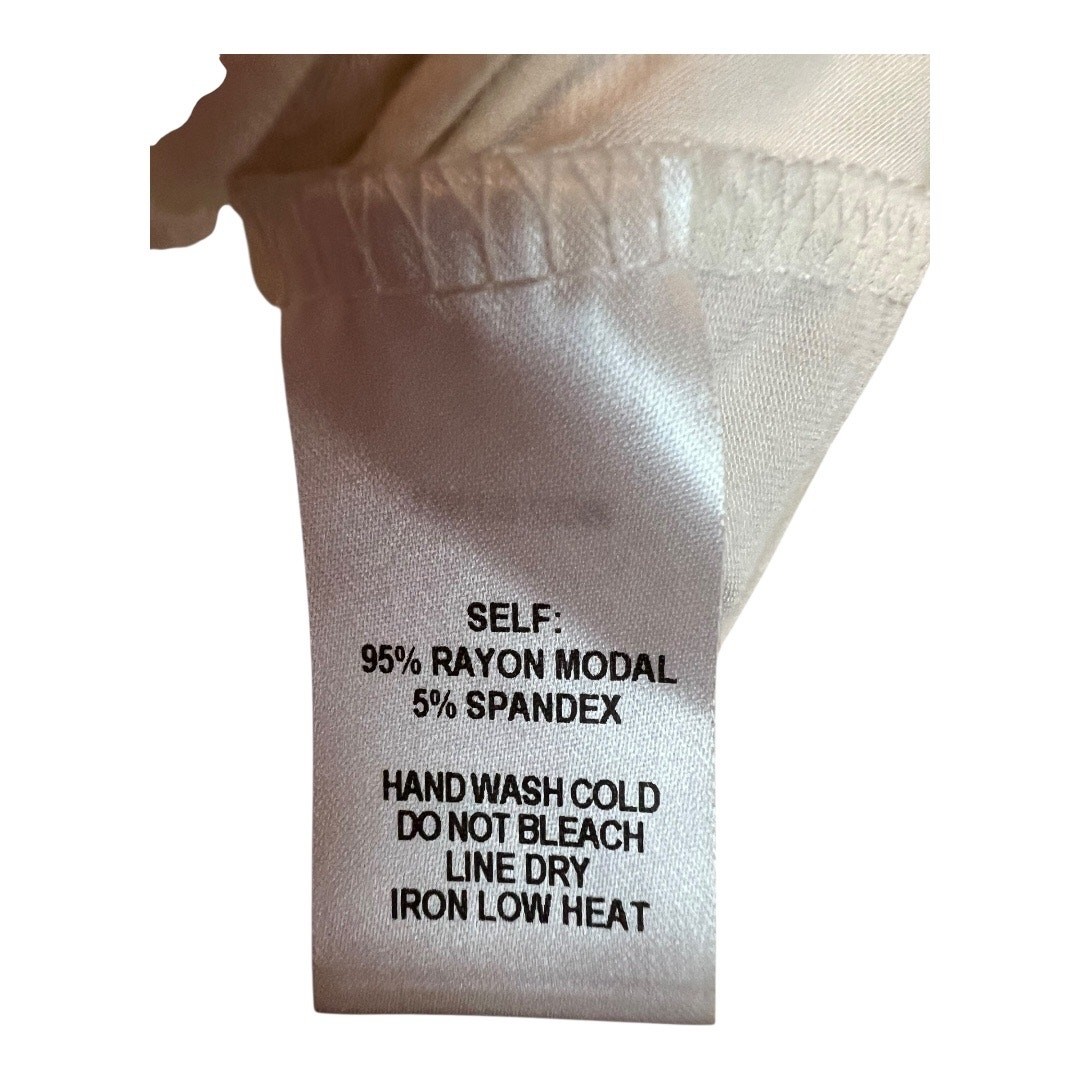 SELF:
95% RAYON MODAL
5% SPANDEX
HAND WASH COLD
DO NOT BLEACH
LINE DRY
IRON LOW HEAT